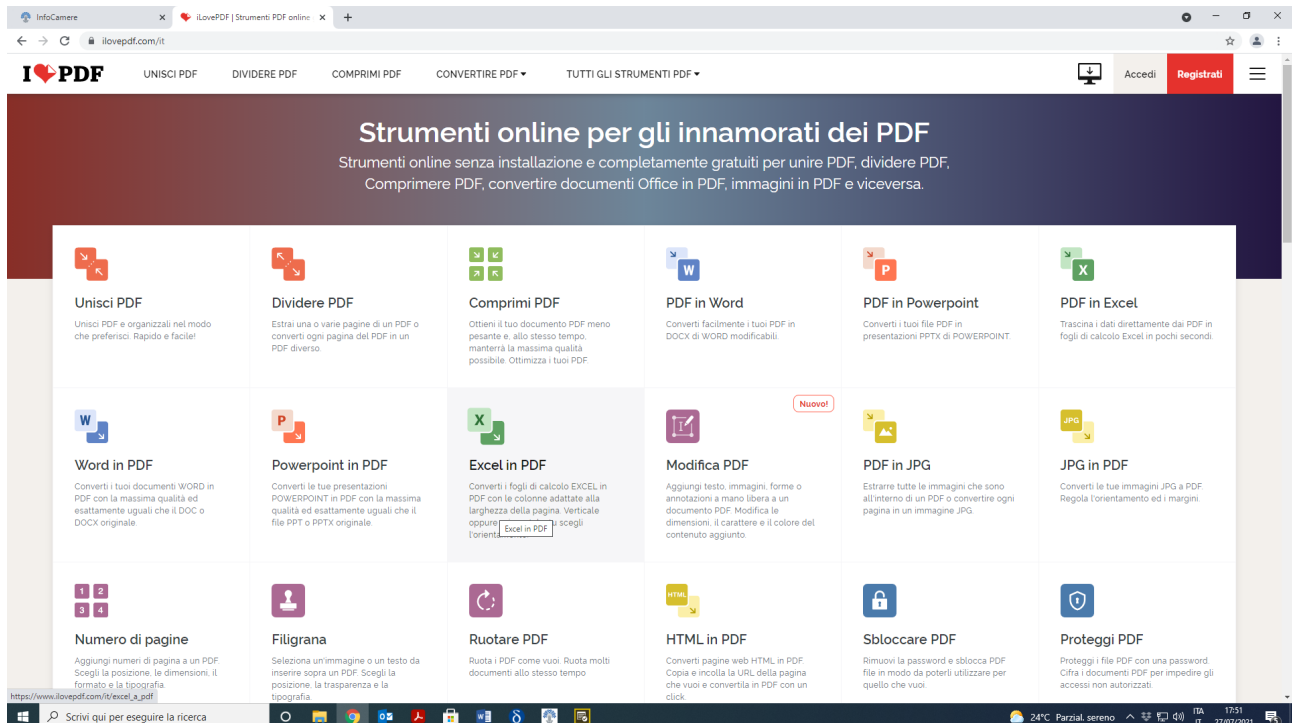 InfoCamere
iLovePDF | Strumenti PDF online
ilovepdf.com/it
I PDF
UNISCI PDF
DIVIDERE PDF
COMPRIMI PDF
CONVERTIRE PDF
TUTTI GLI STRUMENTI PDF
Accedi
Registrati
Strumenti online per gli innamorati dei PDF
Strumenti online senza installazione e completamente gratuiti per unire PDF, dividere PDF,
Comprimere PDF, convertire documenti Office in PDF, immagini in PDF e viceversa.
Unisci PDF
Unisci PDF e organizzali nel modo
che preferisci. Rapido e facile!
Dividere PDF
Estrai una o varie pagine di un PDF o
converti ogni pagina del PDF in un
PDF diverso.
Comprimi PDF
Ottieni il tuo documento PDF meno
pesante e, allo stesso tempo,
manterrà la massima qualità
possibile. Ottimizza i tuoi PDF.
W
PDF in Word
Converti facilmente i tuoi PDF in
DOCX di WORD modificabili.
P
PDF in Powerpoint
Converti i tuoi file PDF in
presentazioni PPTX di POWERPOINT.
X
PDF in Excel
Trascina i dati direttamente dai PDF in
fogli di calcolo Excel in pochi secondi.
W
Word in PDF
Converti i tuoi documenti WORD in
PDF con la massima qualità ed
esattamente uguali che il DOC o
DOCX originale.
P
Powerpoint in PDF
Converti le tue presentazioni
POWERPOINT in PDF con la massima
qualità ed esattamente uguali che il
file PPT o PPTX originale.
X
Excel in PDF
Converti i fogli di calcolo EXCEL in
PDF con le colonne adattate alla
larghezza della pagina. Verticale
oppure u scegli
l'orienta
Excel in PDF
Nuovo!
Modifica PDF
Aggiungi testo, immagini, forme o
annotazioni a mano libera a un
documento PDF. Modifica le
dimensioni, il carattere e il colore del
contenuto aggiunto.
PDF in JPG
Estrarre tutte le immagini che sono
all'interno di un PDF o convertire ogni
pagina in un immagine JPG.
JPG
JPG in PDF
Converti le tue immagini JPG a PDF.
Regola l'orientamento ed i margini.
1 2
3 4
Numero di pagine
Aggiungi numeri di pagina a un PDF.
Scegli la posizione, le dimensioni, il
formato e la tipografia.
Filigrana
Seleziona un'immagine o un testo da
inserire sopra un PDF. Scegli la
posizione, la trasparenza e la
tipografia.
Ruotare PDF
Ruota i PDF come vuoi. Ruota molti
documenti allo stesso tempo
HTML
HTML in PDF
Converti pagine web HTML in PDF.
Copia e incolla la URL della pagina
che vuoi e convertila in PDF con un
click.
Sbloccare PDF
Rimuovi la password e sblocca PDF
file in modo da poterli utilizzare per
quello che vuoi.
Proteggi PDF
Proteggi i file PDF con una password.
Cifra i documenti PDF per impedire gli
accessi non autorizzati.
https://www.ilovepdf.com/it/excel_a_pdf
Scrivi qui per eseguire la ricerca
24°C Parzial. sereno
ITA
IT
17:51
27/07/2021